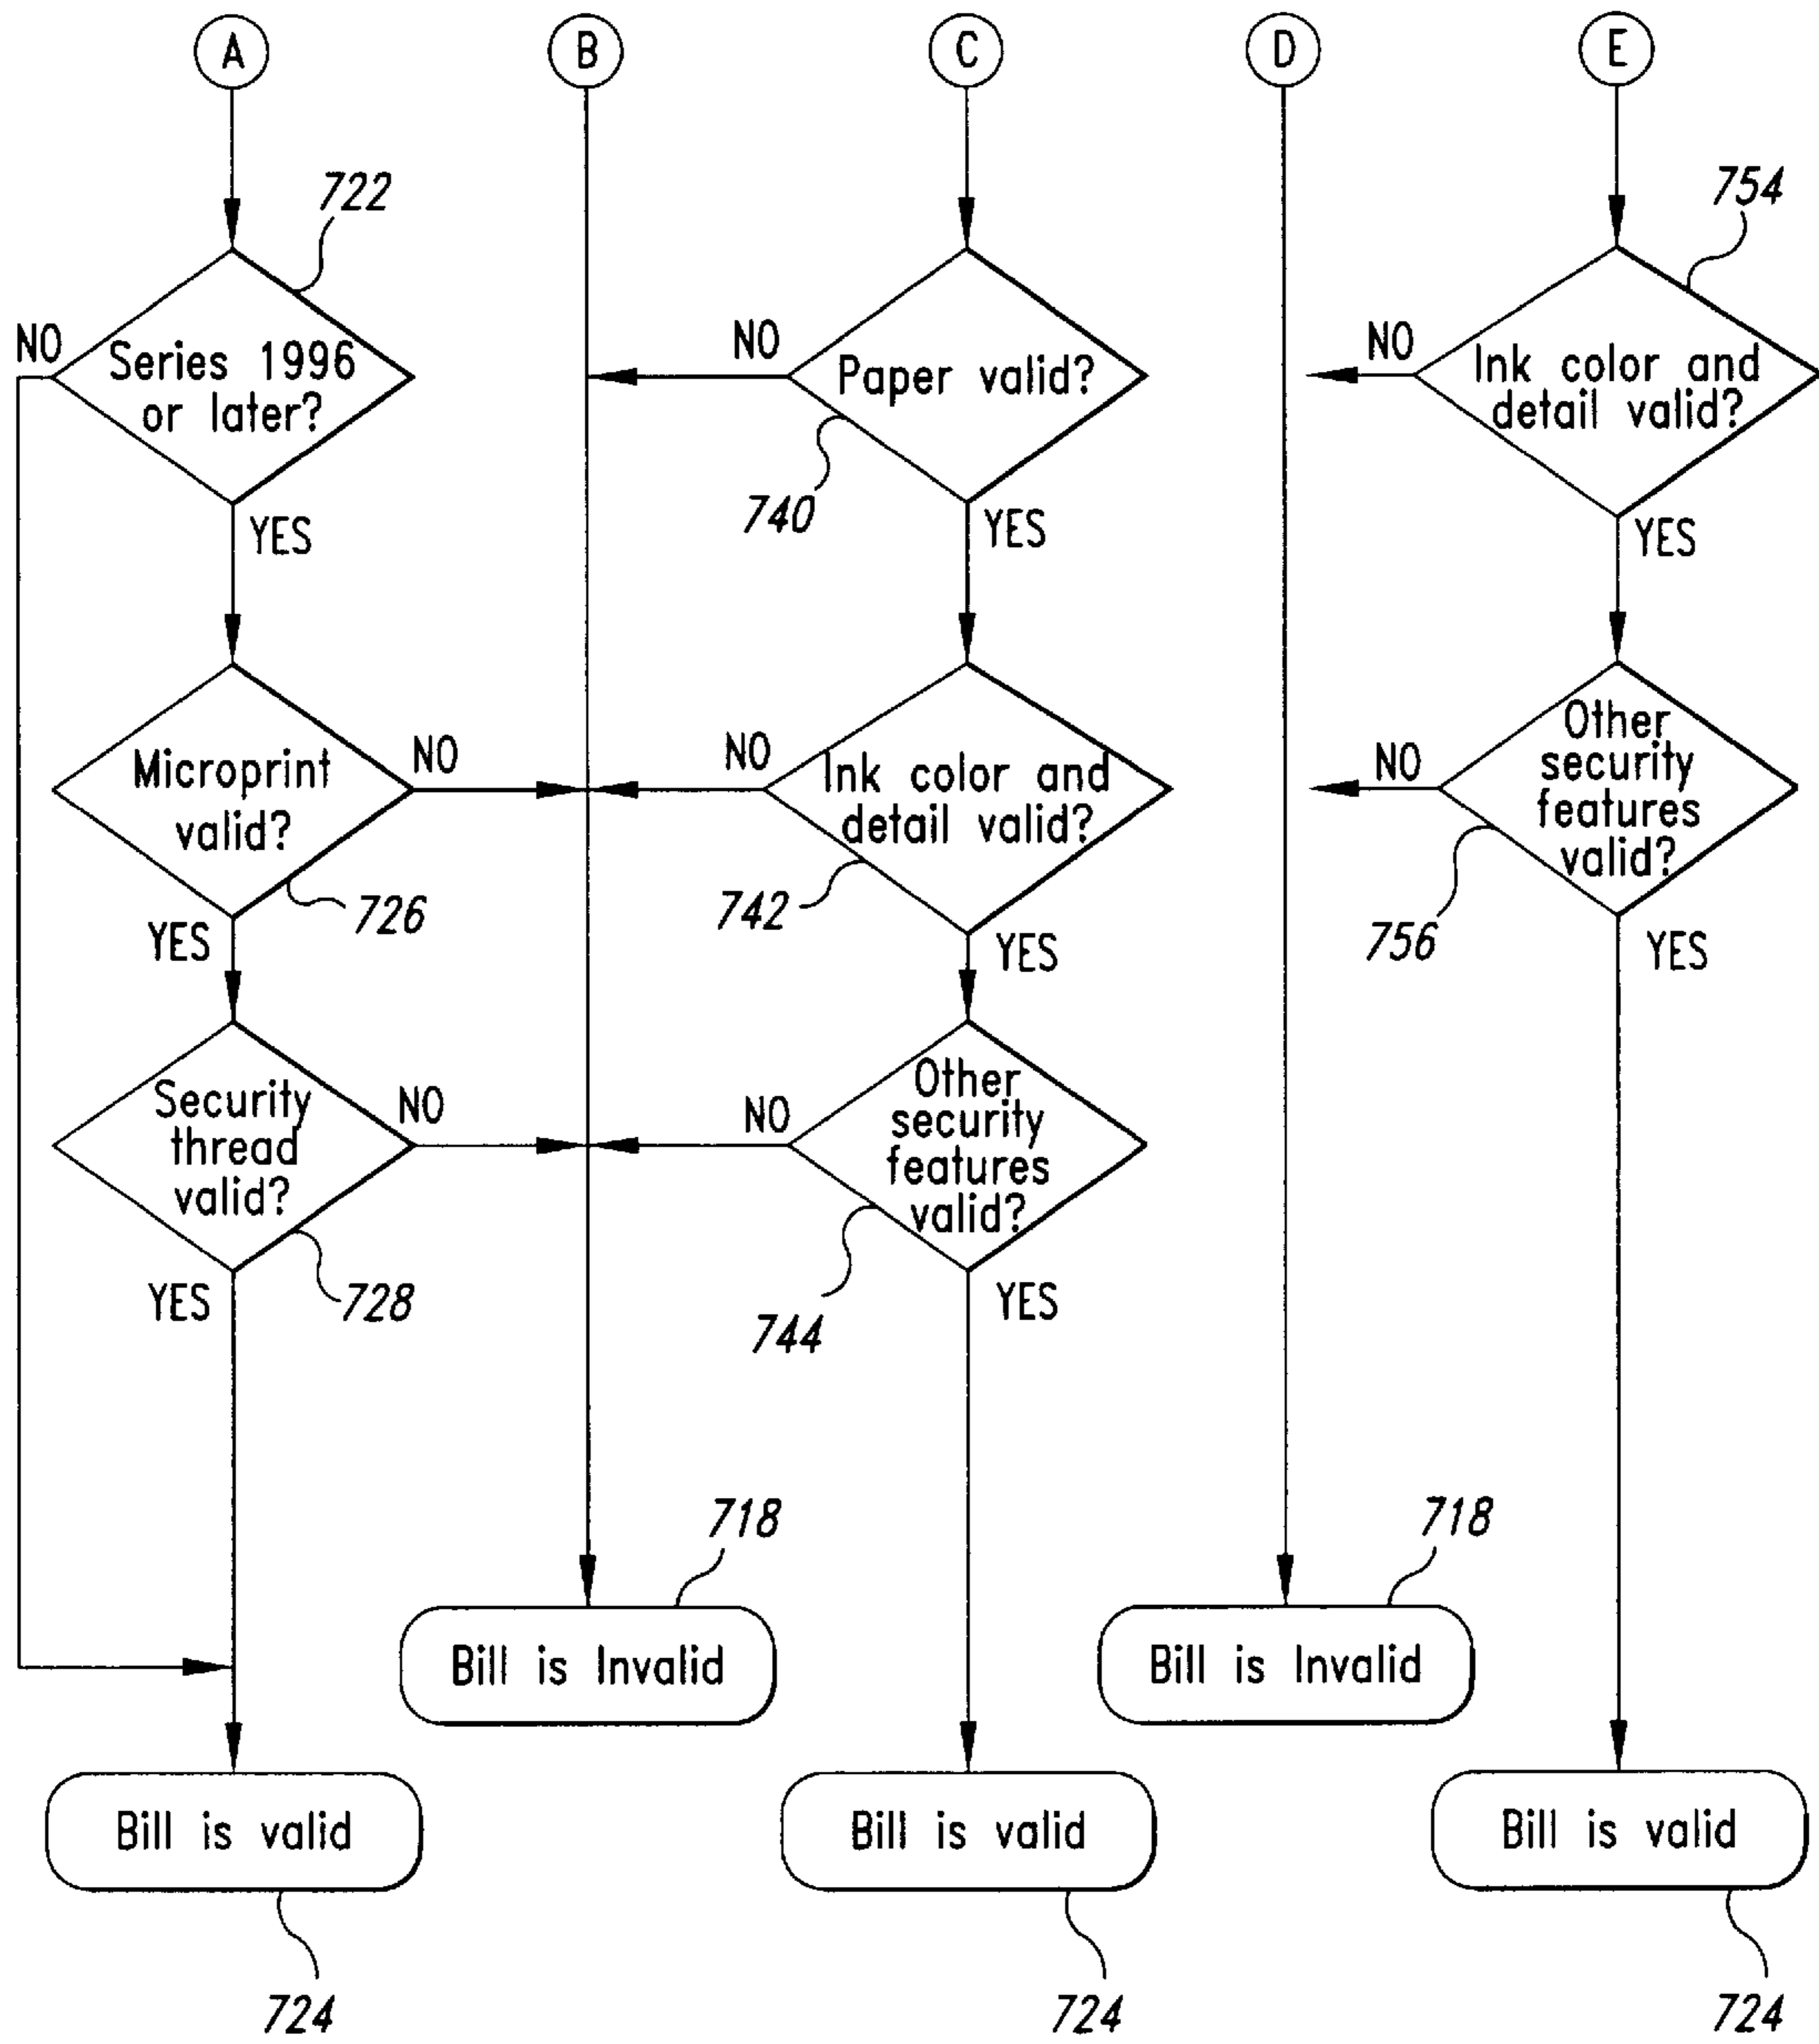 A
B
C
D
E
722
754
NO
Series 1996
or later?
YES
NO
Paper valid?
740
YES
NO
Ink color and
detail valid?
YES
Microprint
valid?
NO
726
YES
NO
Ink color and
detail valid?
742
YES
NO
Other
security
features
valid?
756
YES
Security
thread
valid?
NO
728
YES
NO
Other
security
features
valid?
744
YES
718
Bill is Invalid
718
Bill is Invalid
Bill is valid
724
Bill is valid
724
Bill is valid
724